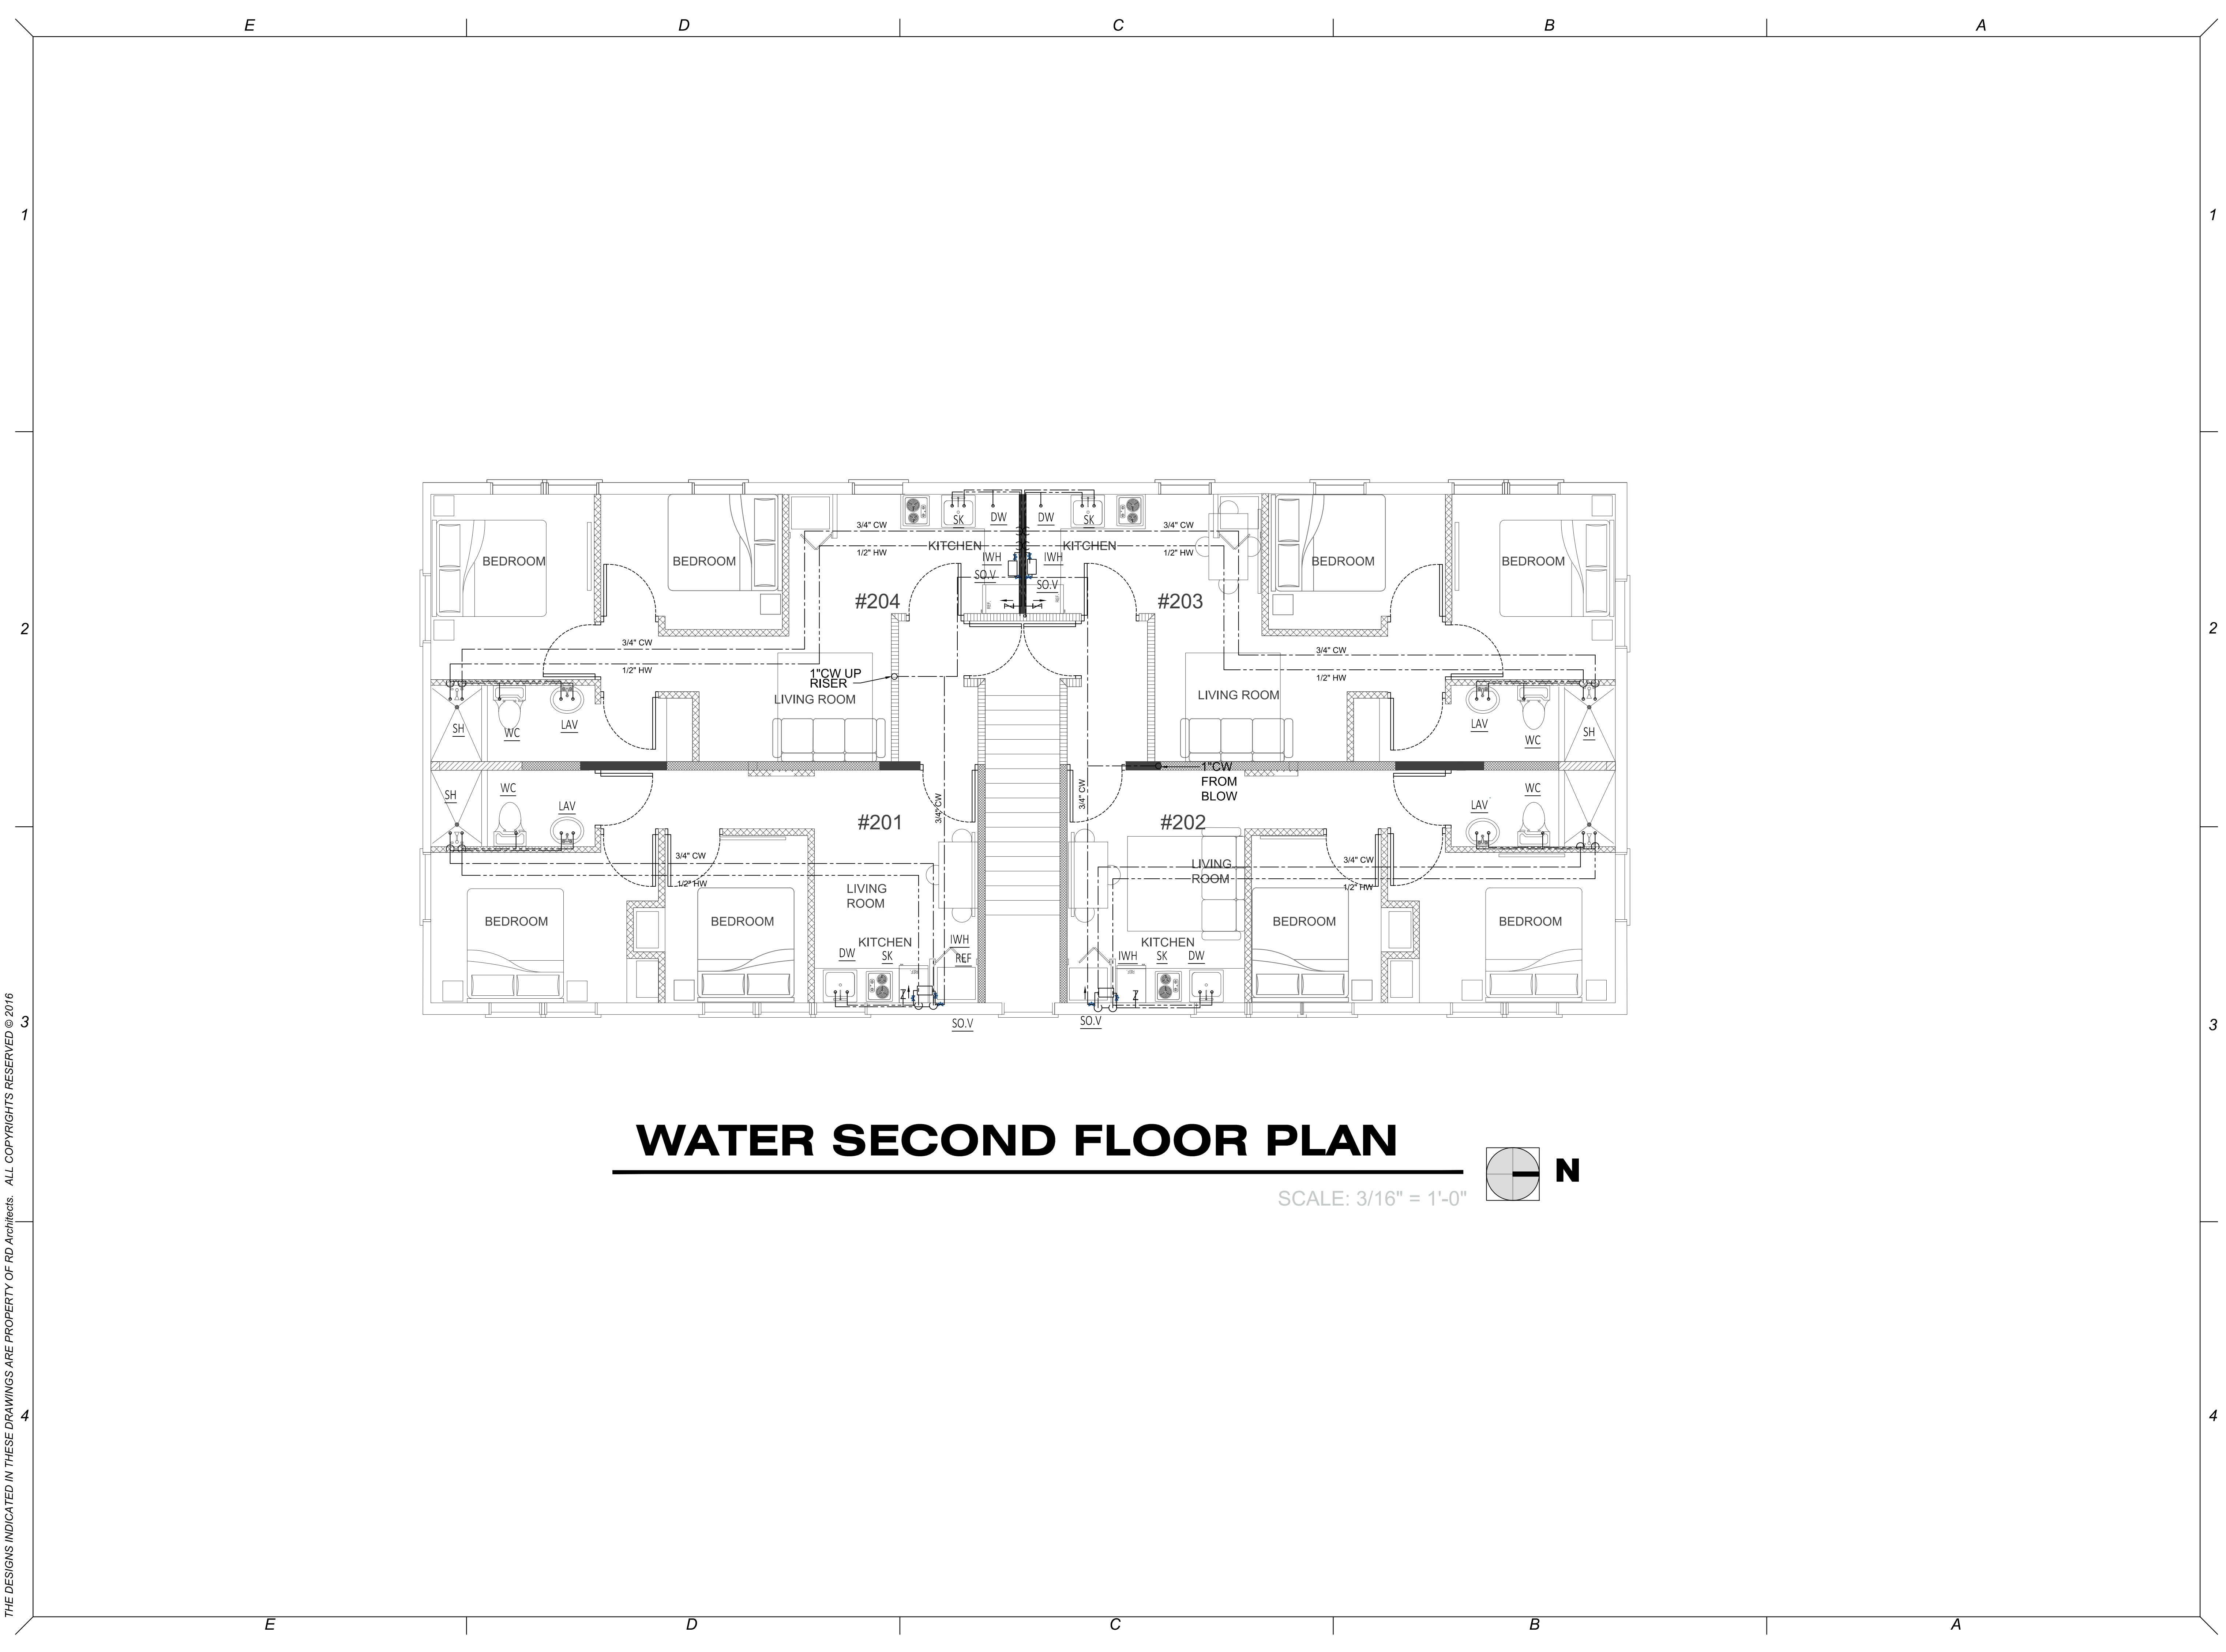 E D C B A
1 1
3/4" CW 3/4" CW
SK DW DW SK
1/2" HW KITCHEN KITCHEN 1/2" HW
IWH IWH
BEDROOM BEDROOM BEDROOM BEDROOM
SO.V SO.V
REF. REF.
#204 #203
2 2
3/4" CW 3/4" CW
1/2" HW 1/2" HW
1"CW UP
RISER
LIVING ROOM LIVING ROOM
SH WC LAV LAV WC SH
1"CW
FROM
BLOW
SH WC LAV LAV WC
3/4" CW 3/4" CW
#201 #202
3/4" CW 3/4" CW
1/2" HW 1/2" HW
LIVING
ROOM
LIVING
ROOM
BEDROOM BEDROOM BEDROOM BEDROOM
KITCHEN IWH KITCHEN
DW SK REF IWH SK DW
3 3
SO.V SO.V
WATER SECOND FLOOR PLAN
N
SCALE: 3/16" = 1'-0"
4 4
THE DESIGNS INDICATED IN THESE DRAWINGS ARE PROPERTY OF RD Architects. ALL COPYRIGHTS RESERVED © 2016
E D C B A